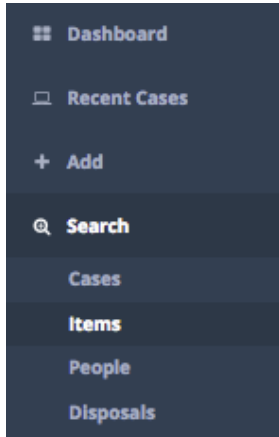 Dashboard
Recent Cases
Add
Search
Cases
Items
People
Disposals